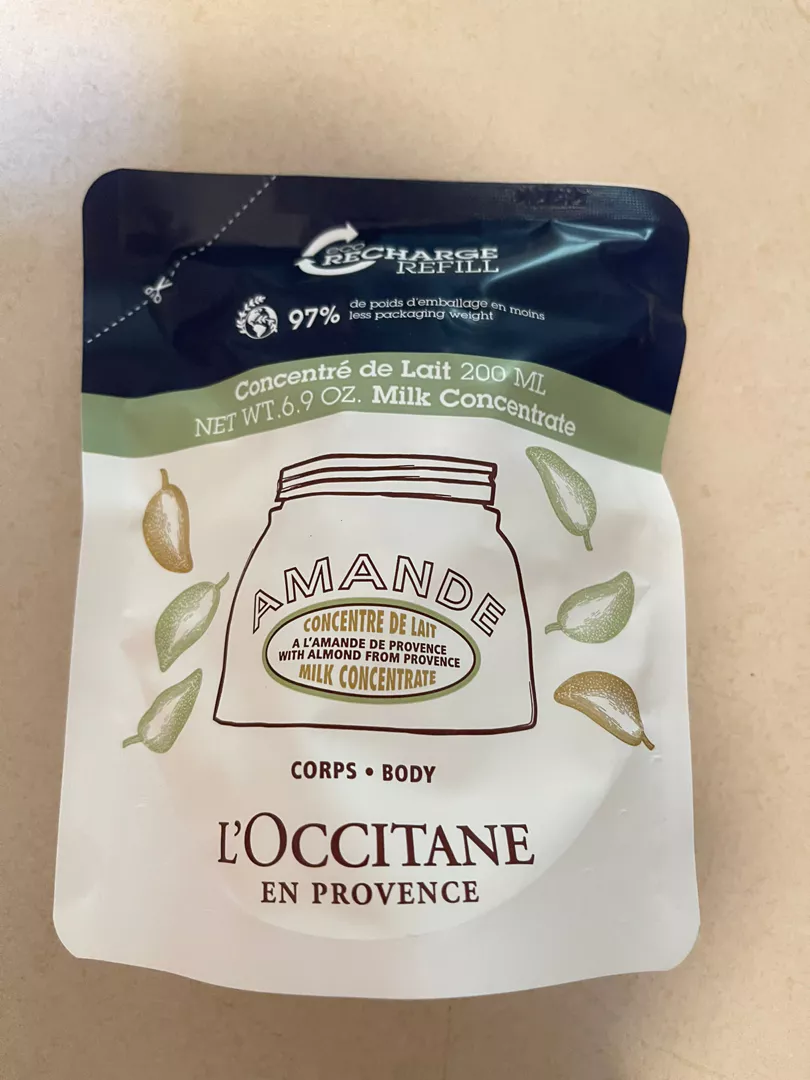 eco
RECHARGE
REFILL
97% de poids d'emballage en moins
less packaging weight
Concentré de Lait 200 ML
NET WT.6.9 OZ. Milk Concentrate
AMANDE
CONCENTRE DE LAIT
A L'AMANDE DE PROVENCE
WITH ALMOND FROM PROVENCE
MILK CONCENTRATE
CORPS • BODY
L'OCCITANE
EN PROVENCE